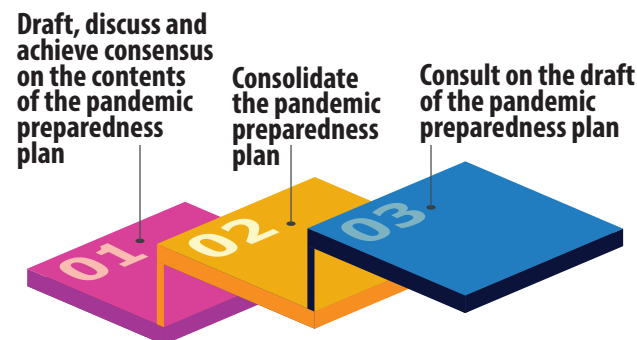 Draft, discuss and
achieve consensus
on the contents
of the pandemic
preparedness
plan
01
Consolidate
the pandemic
preparedness
plan
02
Consult on the draft
of the pandemic
preparedness plan
03